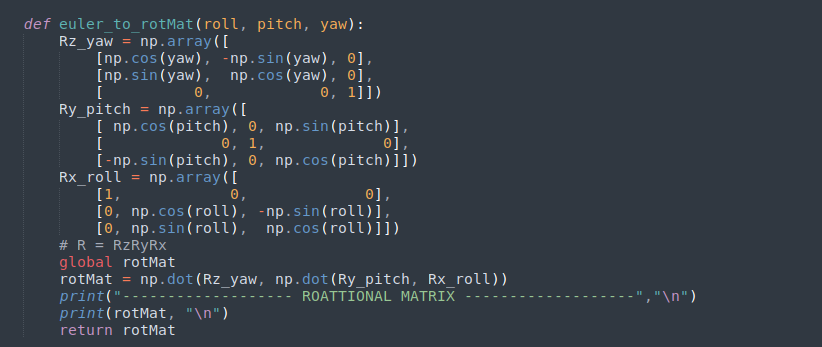 def euler_to_rotMat(roll, pitch, yaw):
    Rz_yaw = np.array([
        [np.cos(yaw), -np.sin(yaw), 0],
        [np.sin(yaw),  np.cos(yaw), 0],
        [          0,            0, 1]])
    Ry_pitch = np.array([
        [ np.cos(pitch), 0, np.sin(pitch)],
        [             0, 1,             0],
        [-np.sin(pitch), 0, np.cos(pitch)]])
    Rx_roll = np.array([
        [1,            0,             0],
        [0, np.cos(roll), -np.sin(roll)],
        [0, np.sin(roll),  np.cos(roll)]])
    # R = RzRyRx
    global rotMat
    rotMat = np.dot(Rz_yaw, np.dot(Ry_pitch, Rx_roll))
    print("------------------- ROATTIONAL MATRIX -------------------","\n")
    print(rotMat, "\n")
    return rotMat